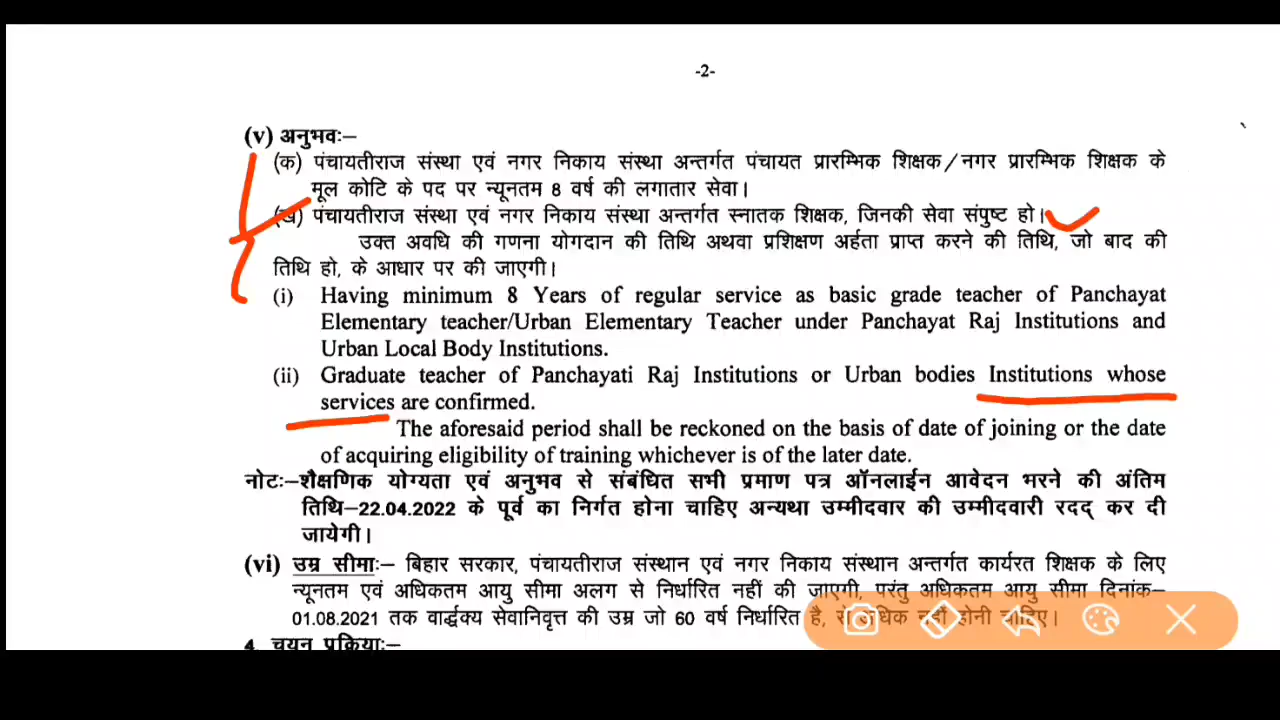 -2-
(v) अनुभवः–
(क) पंचायतीराज संस्था एवं नगर निकाय संस्था अन्तर्गत पंचायत प्रारम्भिक शिक्षक/नगर प्रारम्भिक शिक्षक के
मूल कोटि के पद पर न्यूनतम 8 वर्ष की लगातार सेवा।
(ख) पंचायतीराज संस्था एवं नगर निकाय संस्था अन्तर्गत स्नातक शिक्षक, जिनकी सेवा संपुष्ट हो।
उक्त अवधि की गणना योगदान की तिथि अथवा प्रशिक्षण अर्हता प्राप्त करने की तिथि, जो बाद की
तिथि हो, के आधार पर की जाएगी।
(i) Having minimum 8 Years of regular service as basic grade teacher of Panchayat
Elementary teacher/Urban Elementary Teacher under Panchayat Raj Institutions and
Urban Local Body Institutions.
(ii) Graduate teacher of Panchayati Raj Institutions or Urban bodies Institutions whose
services are confirmed.
The aforesaid period shall be reckoned on the basis of date of joining or the date
of acquiring eligibility of training whichever is of the later date.
नोटः–शैक्षणिक योग्यता एवं अनुभव से संबंधित सभी प्रमाण पत्र ऑनलाईन आवेदन भरने की अंतिम
तिथि–22.04.2022 के पूर्व का निर्गत होना चाहिए अन्यथा उम्मीदवार की उम्मीदवारी रदद् कर दी
जायेगी।
(vi) उम्र सीमाः– बिहार सरकार, पंचायतीराज संस्थान एवं नगर निकाय संस्थान अन्तर्गत कार्यरत शिक्षक के लिए
न्यूनतम एवं अधिकतम आयु सीमा अलग से निर्धारित नहीं की जाएगी, परंतु अधिकतम आयु सीमा दिनांक–
01.08.2021 तक वार्द्धक्य सेवानिवृत्त की उम्र जो 60 वर्ष निर्धारित है, से अधिक नहीं होनी चाहिए।
4. चयन प्रक्रियाः–